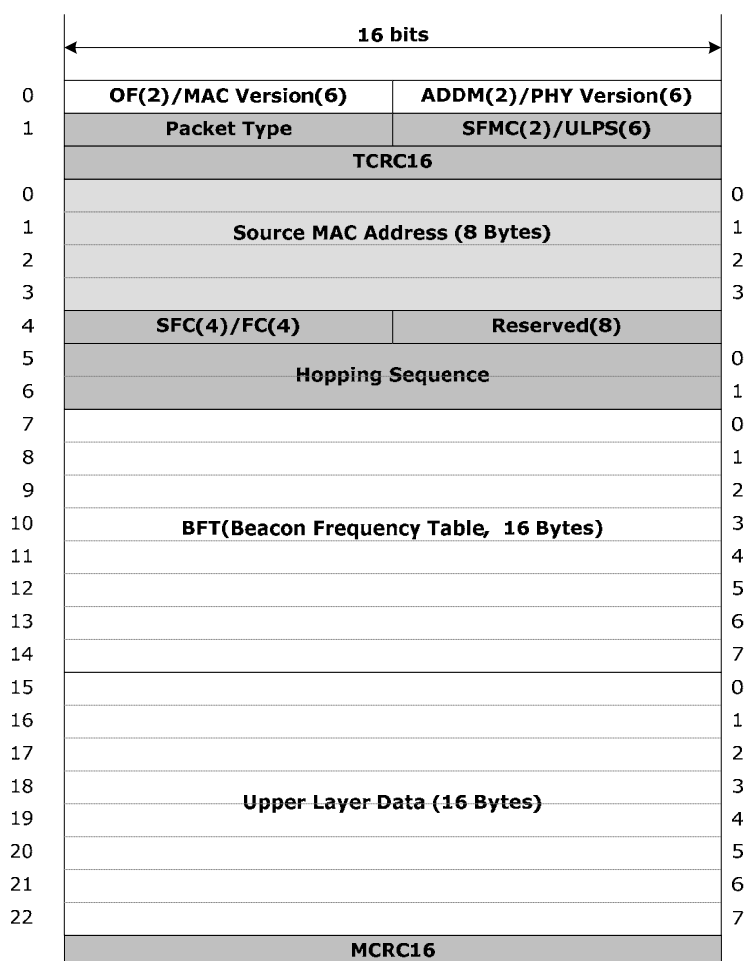 16 bits
0 OF(2)/MAC Version(6) ADDM(2)/PHY Version(6)
1 Packet Type SFMC(2)/ULPS(6)
TCRC16
0 0
1 Source MAC Address (8 Bytes) 1
2 2
3 3
4 SFC(4)/FC(4) Reserved(8)
5 0
Hopping Sequence
6 1
7 0
8 1
9 2
10 BFT(Beacon Frequency Table, 16 Bytes) 3
11 4
12 5
13 6
14 7
15 0
16 1
17 2
18 3
Upper Layer Data (16 Bytes)
19 4
20 5
21 6
22 7
MCRC16